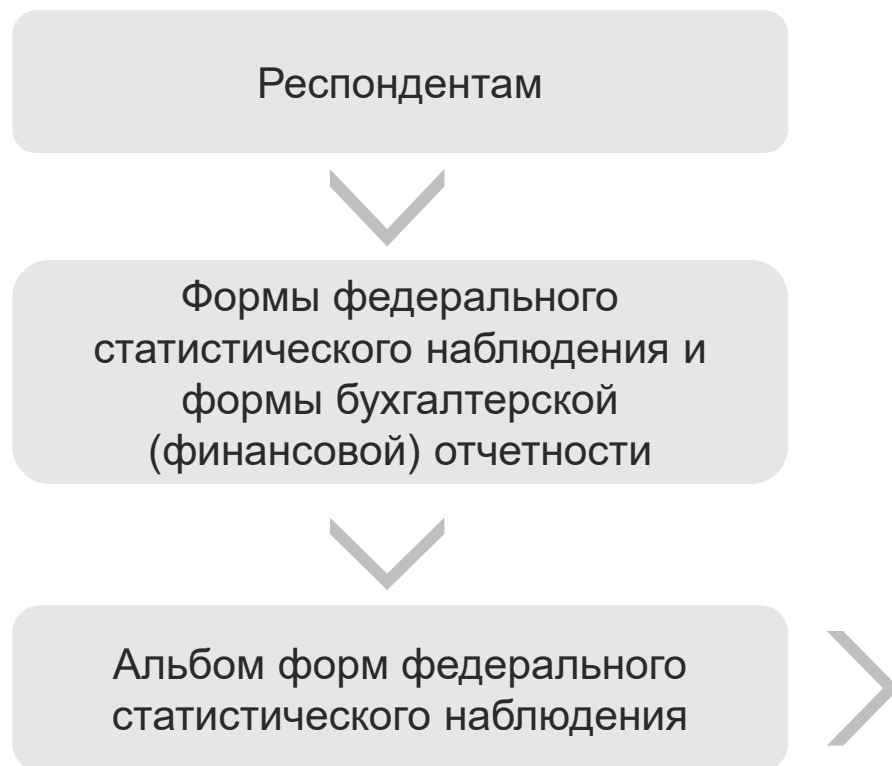 Респондентам
Формы федерального
статистического наблюдения и
формы бухгалтерской
(финансовой) отчетности
Альбом форм федерального
статистического наблюдения